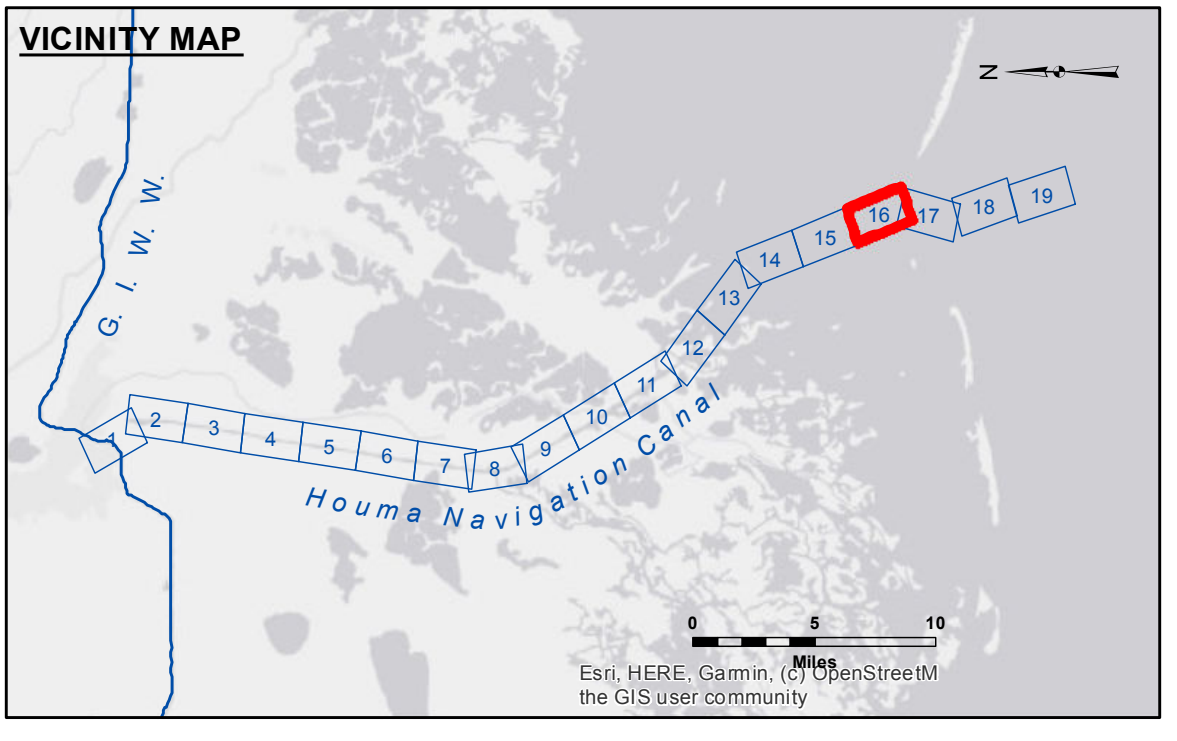 VICINITY MAP
N
G. I. W. W.
1
2
3
4
5
6
7
8
9
10
11
12
13
14
15
16
17
18
19
Houma Navigation Canal
0 5 10
Miles
Esri, HERE, Garmin, (c) OpenStreetM
the GIS user community